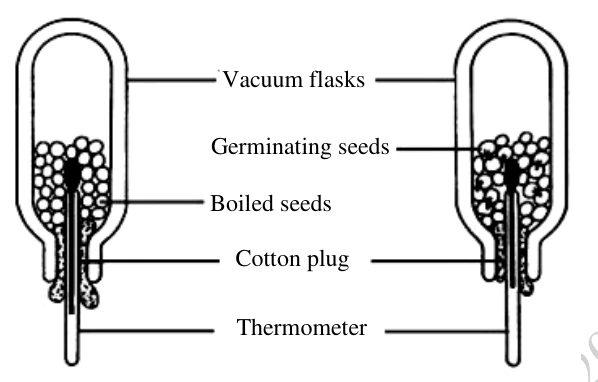 Vacuum flasks
Germinating seeds
Boiled seeds
Cotton plug
Thermometer